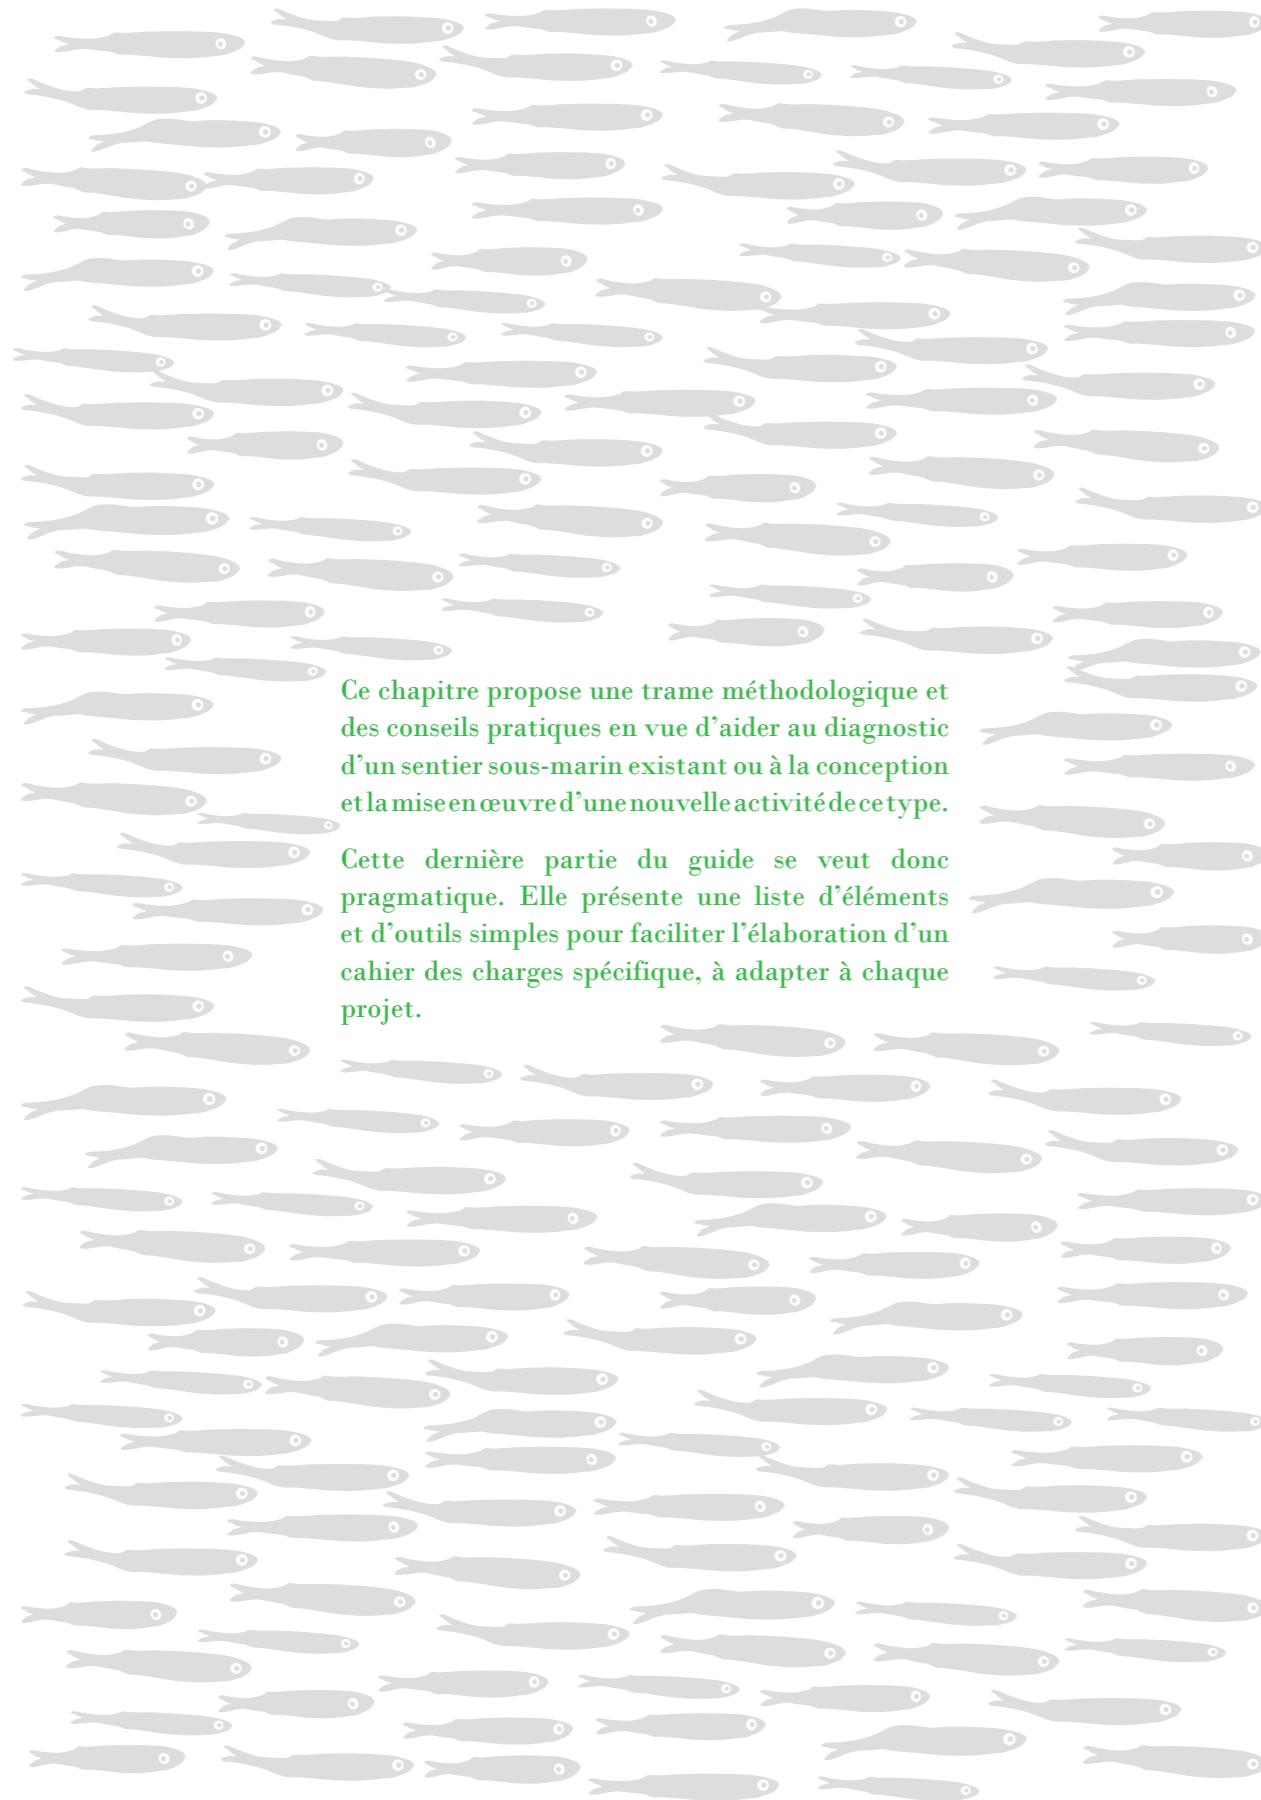 Ce chapitre propose une trame méthodologique et
des conseils pratiques en vue d’aider au diagnostic
d’un sentier sous-marin existant ou à la conception
et la mise en œuvre d’une nouvelle activité de ce type.
Cette dernière partie du guide se veut donc
pragmatique. Elle présente une liste d’éléments
et d’outils simples pour faciliter l’élaboration d’un
cahier des charges spécifique, à adapter à chaque
projet.